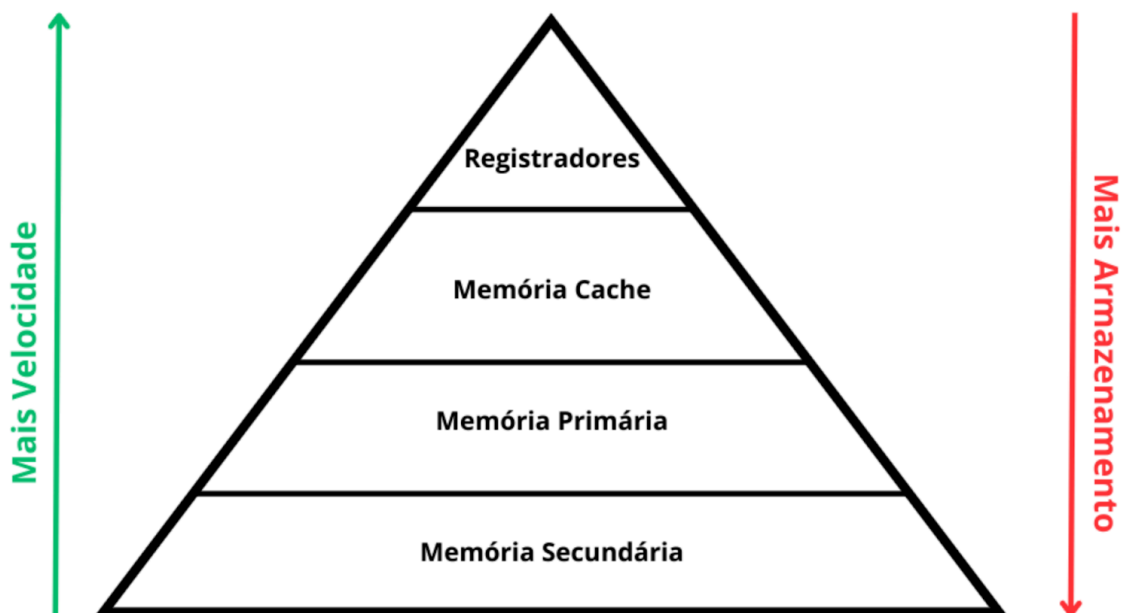 Registradores
Memória Cache
Memória Primária
Memória Secundária
Mais Velocidade
Mais Armazenamento